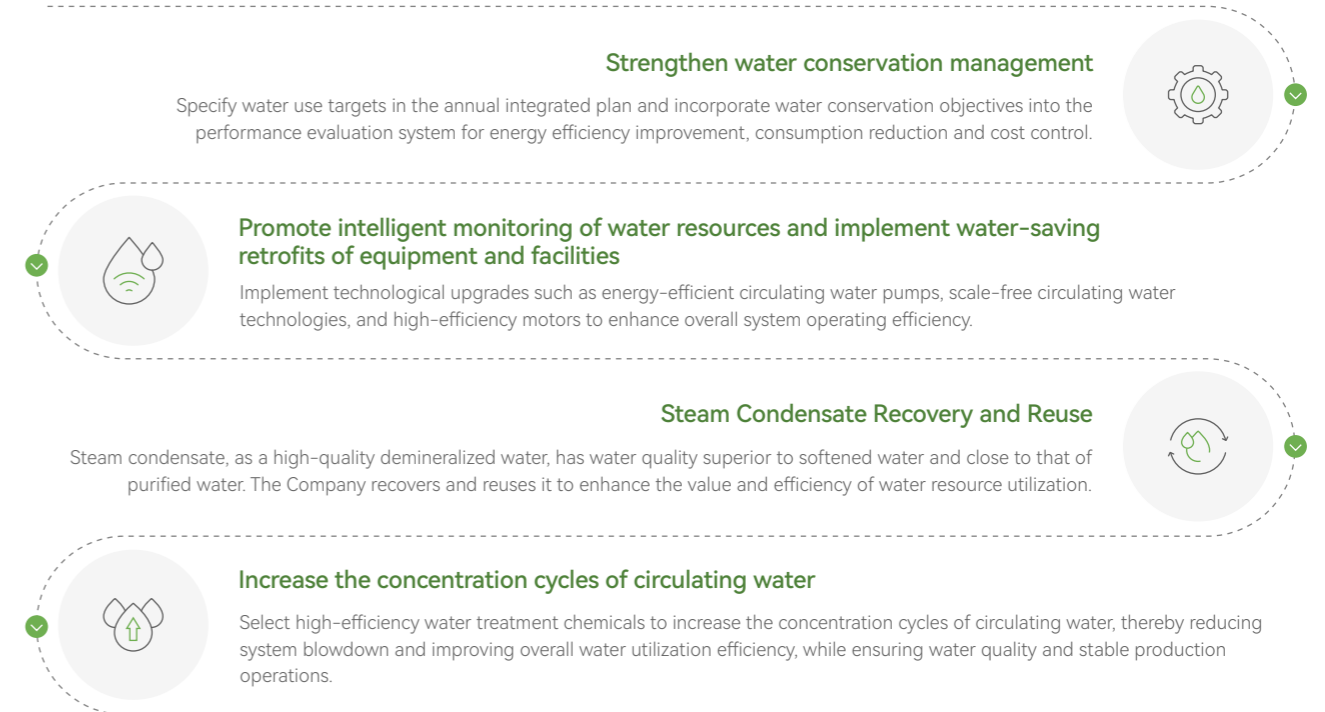 Strengthen water conservation management
Specify water use targets in the annual integrated plan and incorporate water conservation objectives into the
performance evaluation system for energy efficiency improvement, consumption reduction and cost control.
Promote intelligent monitoring of water resources and implement water-saving
retrofits of equipment and facilities
Implement technological upgrades such as energy-efficient circulating water pumps, scale-free circulating water
technologies, and high-efficiency motors to enhance overall system operating efficiency.
Steam Condensate Recovery and Reuse
Steam condensate, as a high-quality demineralized water, has water quality superior to softened water and close to that of
purified water. The Company recovers and reuses it to enhance the value and efficiency of water resource utilization.
Increase the concentration cycles of circulating water
Select high-efficiency water treatment chemicals to increase the concentration cycles of circulating water, thereby reducing
system blowdown and improving overall water utilization efficiency, while ensuring water quality and stable production
operations.